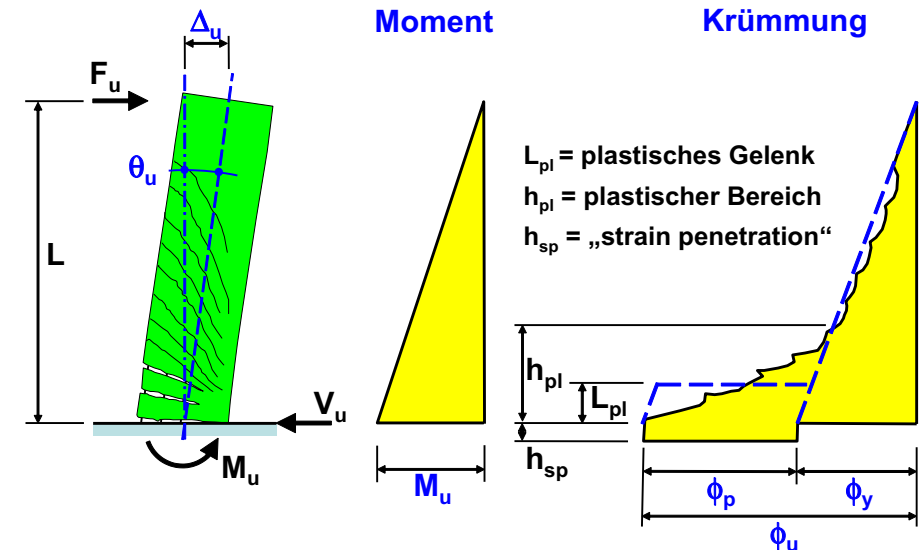 Δu
Moment
Krümmung
Fu
θu
L
Lpl = plastisches Gelenk
hpl = plastischer Bereich
hsp = „strain penetration“
hpl
Lpl
Vu
Mu
hsp
Mu
ϕp
ϕy
ϕu